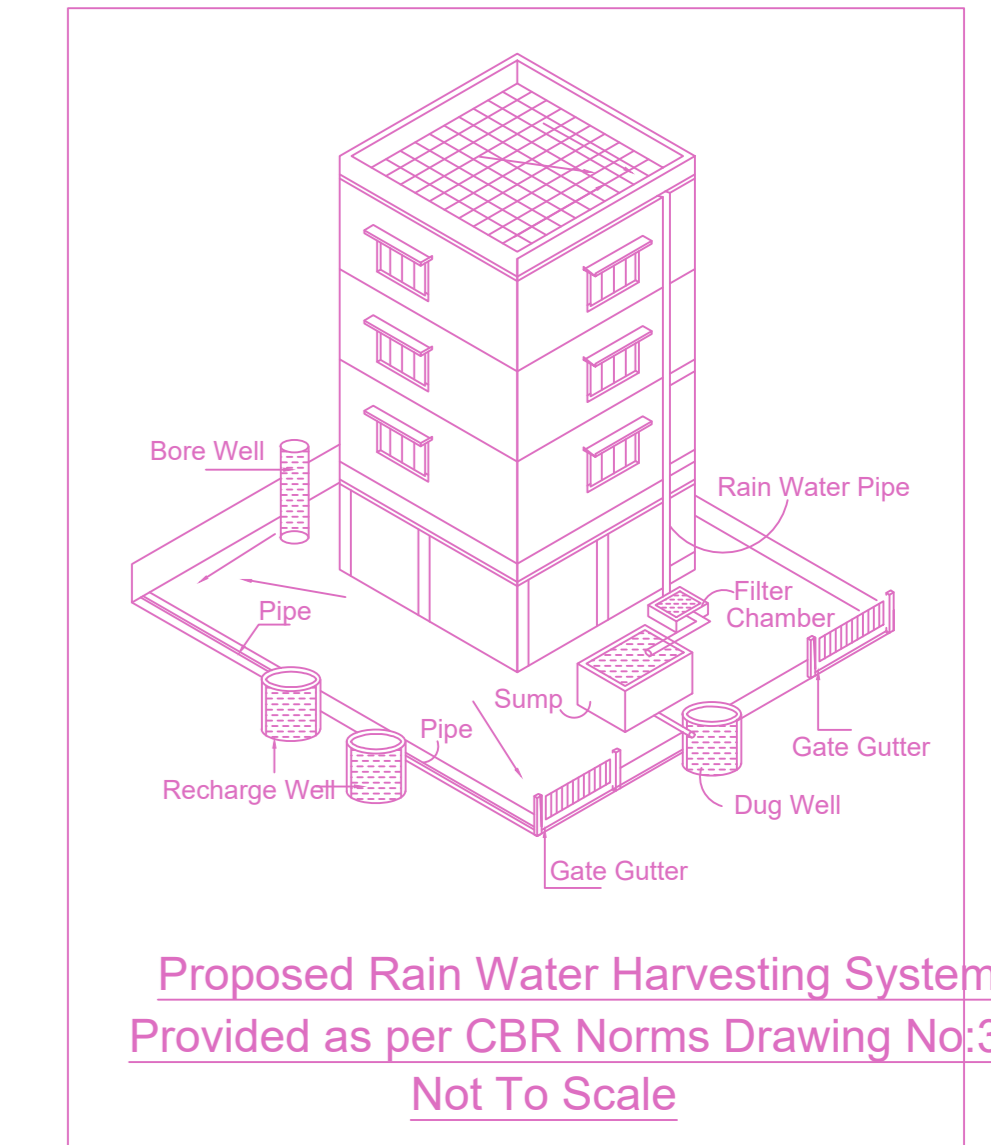 Bore Well
Rain Water Pipe
Filter
Chamber
Pipe
Sump
Pipe
Gate Gutter
Recharge Well
Dug Well
Gate Gutter
Proposed Rain Water Harvesting System
Provided as per CBR Norms Drawing No:3
Not To Scale